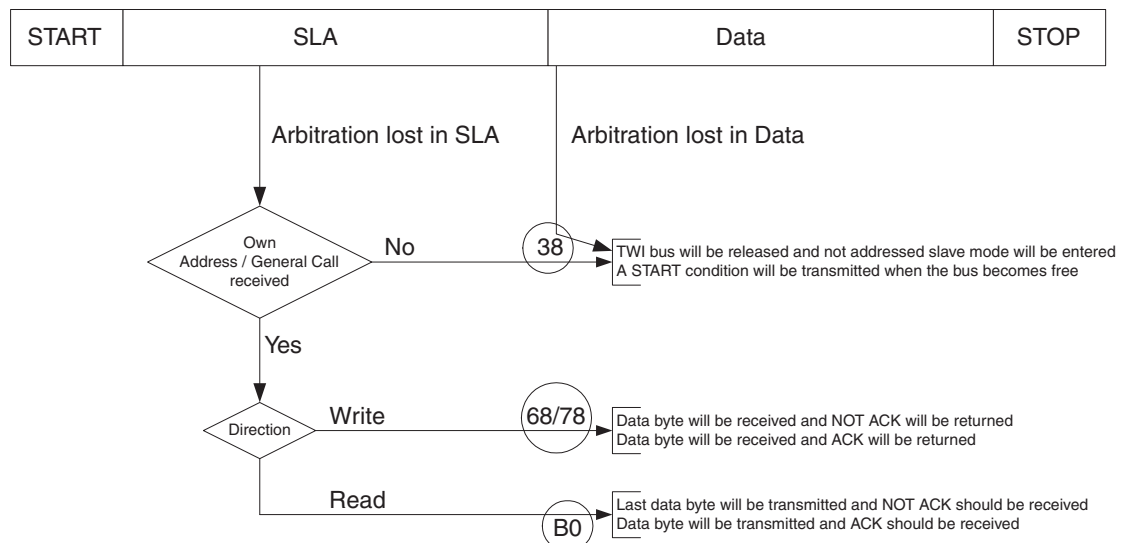 START SLA Data STOP
Arbitration lost in SLA Arbitration lost in Data
Own
Address / General Call
received
No
38
TWI bus will be released and not addressed slave mode will be entered
A START condition will be transmitted when the bus becomes free
Yes
Direction
Write
68/78
Data byte will be received and NOT ACK will be returned
Data byte will be received and ACK will be returned
Read
B0
Last data byte will be transmitted and NOT ACK should be received
Data byte will be transmitted and ACK should be received